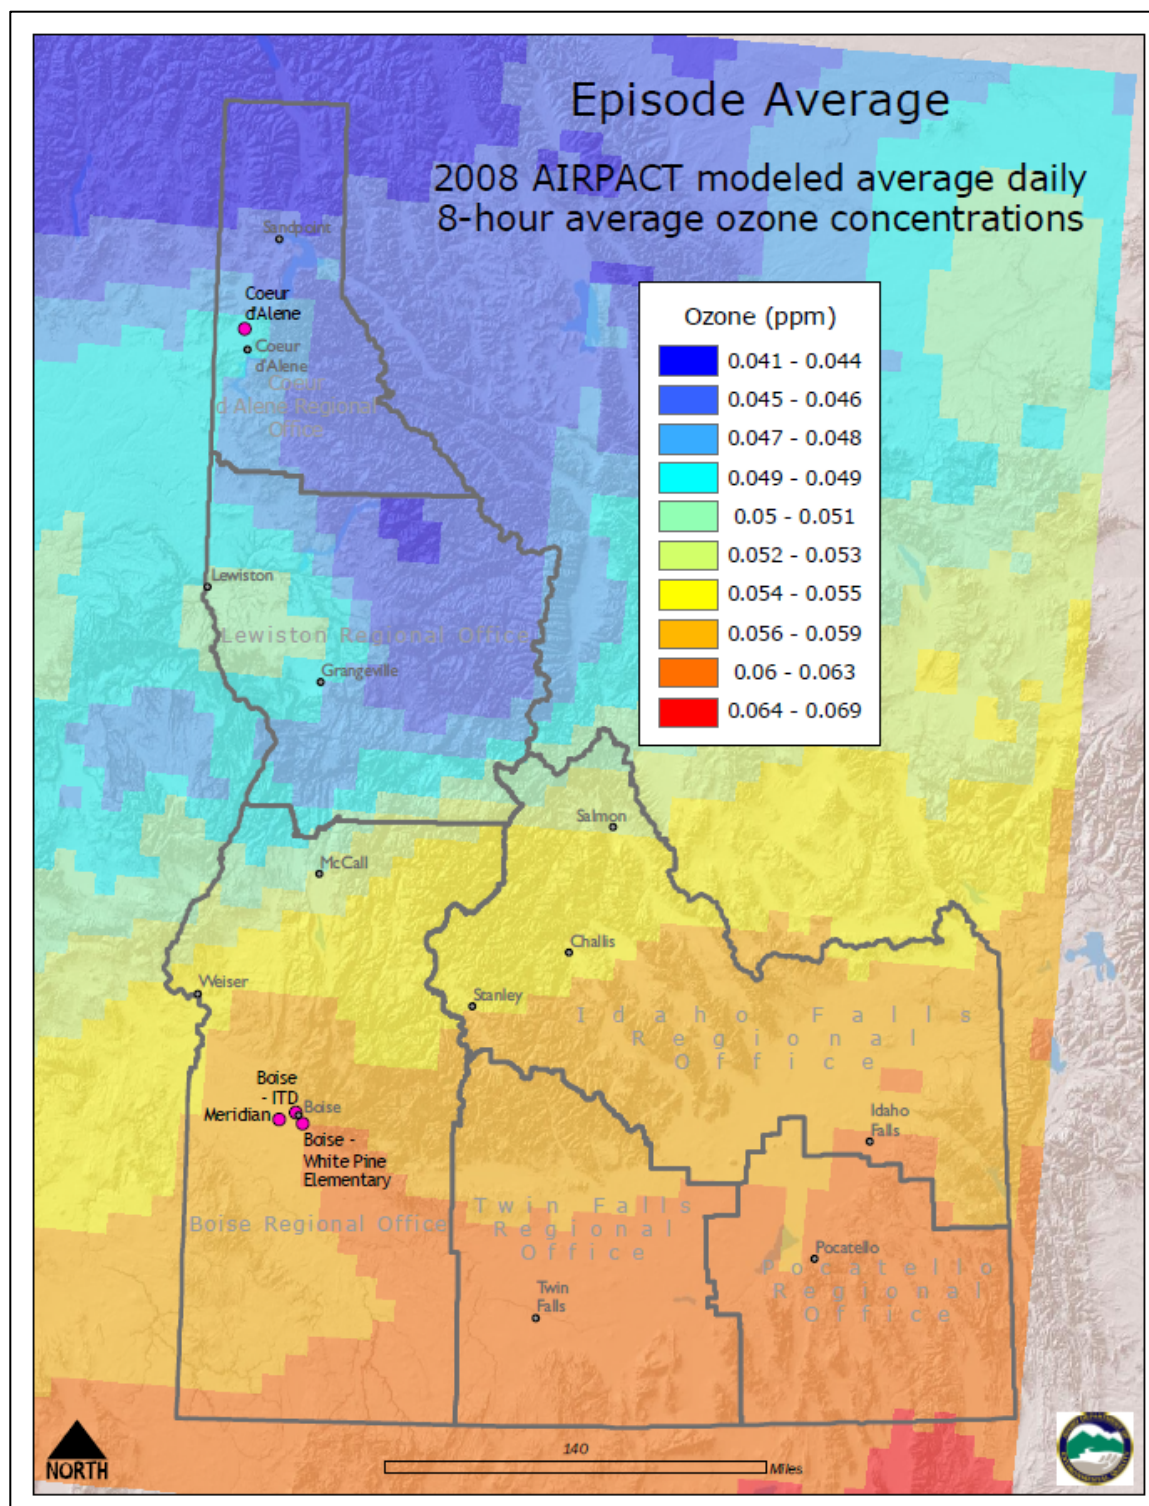 Episode Average
2008 AIRPACT modeled average daily
8-hour average ozone concentrations
Sandpoint
Coeur
d'Alene
Coeur
d'Alene
Coeur
d Alene Regional
Office
Ozone (ppm)
0.041 - 0.044
0.045 - 0.046
0.047 - 0.048
0.049 - 0.049
0.05 - 0.051
0.052 - 0.053
0.054 - 0.055
0.056 - 0.059
0.06 - 0.063
0.064 - 0.069
Lewiston
Lewiston Regional Office
Grangeville
Salmon
McCall
Challis
Weiser
Stanley
Idaho Falls
Regional
Office
Boise
- ITD
Boise
Meridian
Boise -
White Pine
Elementary
Idaho
Falls
Boise Regional Office
Twin Falls
Regional
Office
Pocatello
Pocatello
Regional
Office
Twin
Falls
NORTH
140
Miles